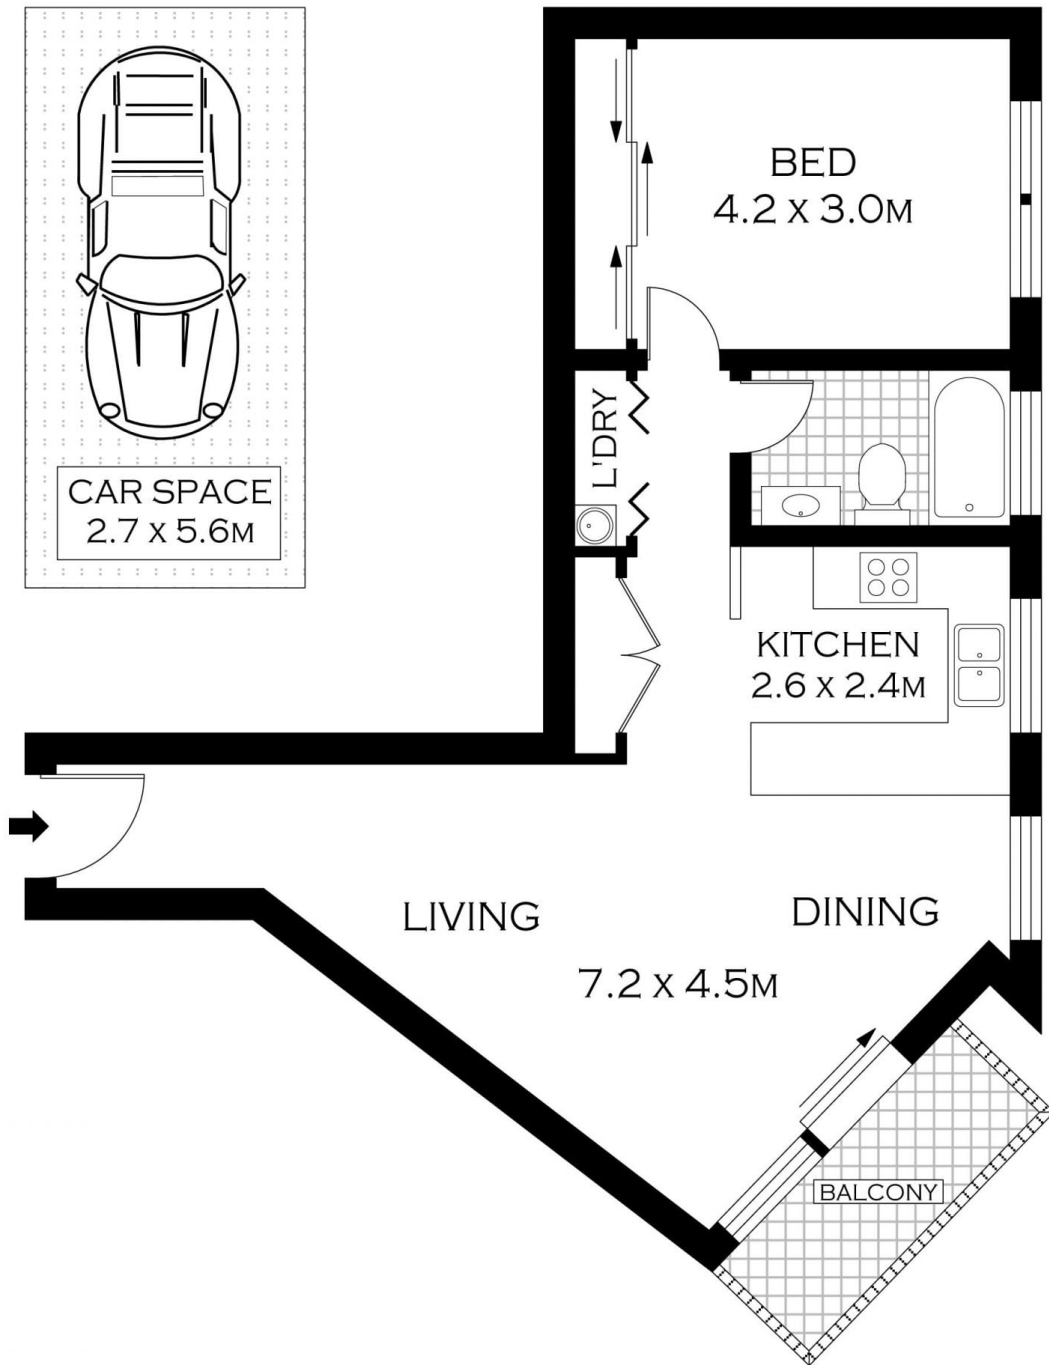 BED
4.2 X 3.0M
L'DRY
CAR SPACE
2.7 X 5.6M
KITCHEN
2.6 X 2.4M
LIVING
DINING
7.2 X 4.5M
BALCONY